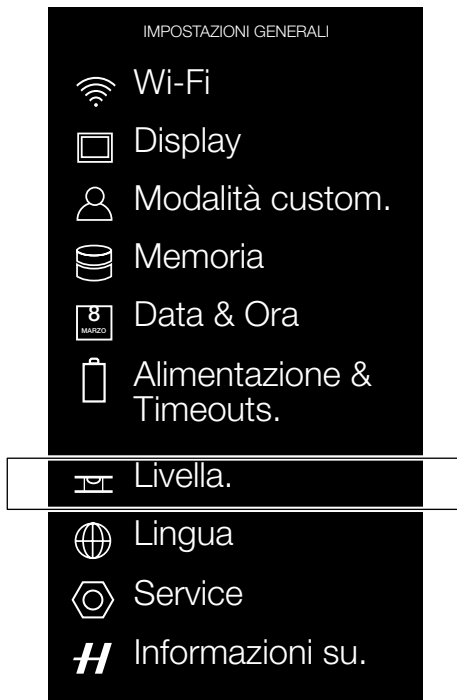 IMPOSTAZIONI GENERALI
Wi-Fi
Display
Modalità custom.
Memoria
8
MARZO
Data & Ora
Alimentazione &
Timeouts.
Livella.
Lingua
Service
Informazioni su.